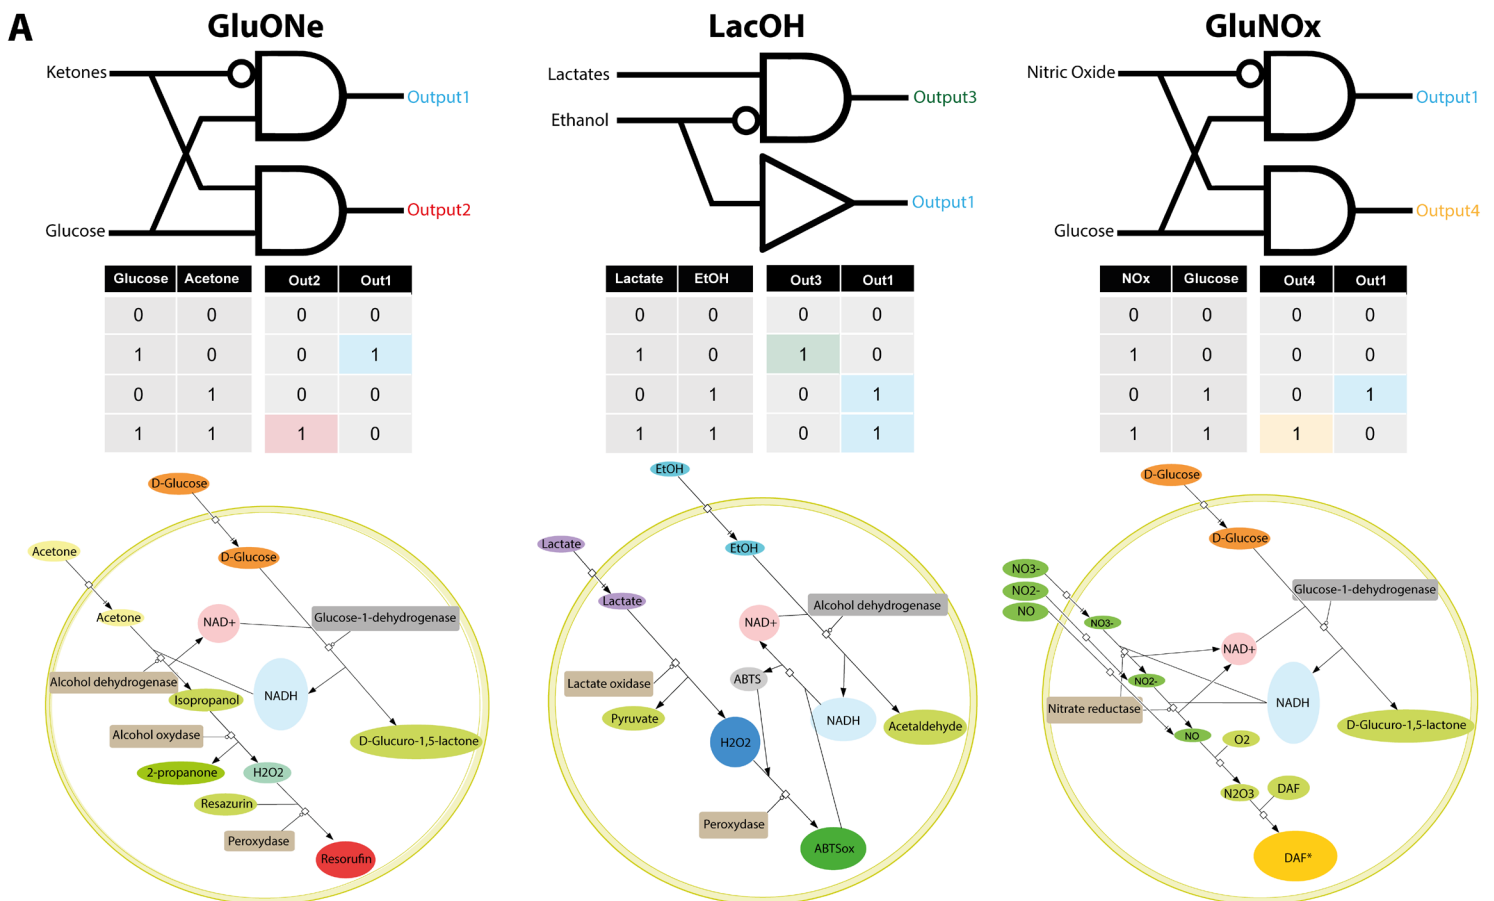 A
GluONe
LacOH
GluNOx
Ketones
Glucose
Output1
Output2
Lactates
Ethanol
Output3
Output1
Nitric Oxide
Glucose
Output1
Output4
Glucose Acetone Out2 Out1
0 0 0 0
1 0 0 1
0 1 0 0
1 1 1 0
Lactate EtOH Out3 Out1
0 0 0 0
1 0 1 0
0 1 0 1
1 1 0 1
NOx Glucose Out4 Out1
0 0 0 0
1 0 0 0
0 1 0 1
1 1 1 0
D-Glucose
Acetone
D-Glucose
Acetone
NAD+
Glucose-1-dehydrogenase
Alcohol dehydrogenase
Isopropanol
NADH
Alcohol oxydase
D-Glucuro-1,5-lactone
2-propanone
H2O2
Resazurin
Peroxydase
Resorufin
EtOH
Lactate
EtOH
Lactate
Alcohol dehydrogenase
NAD+
Lactate oxidase
ABTS
Pyruvate
NADH
Acetaldehyde
H2O2
Peroxydase
ABTSox
D-Glucose
D-Glucose
NO3-
NO2-
NO
Glucose-1-dehydrogenase
NO3-
NAD+
NO2-
Nitrate reductase
NADH
D-Glucuro-1,5-lactone
NO
O2
N2O3
DAF
DAF*